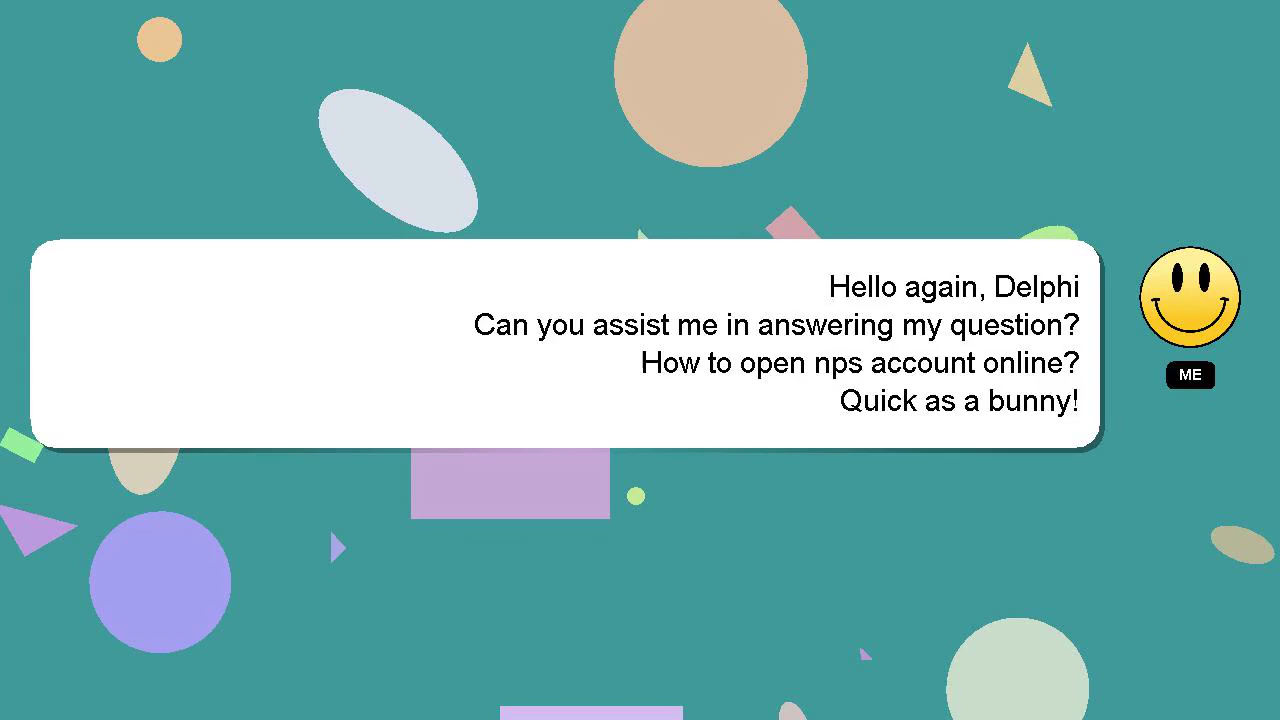 Hello again, Delphi
Can you assist me in answering my question?
How to open nps account online?
Quick as a bunny!
ME